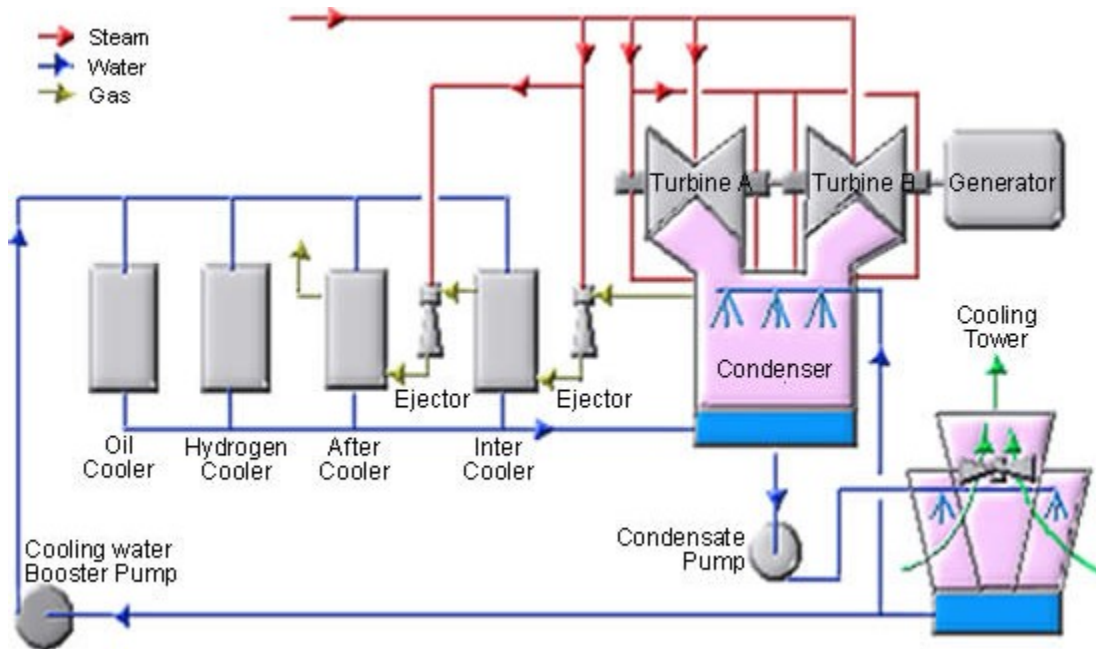 Steam
Water
Gas
Turbine A
Turbine B
Generator
Cooling
Tower
Condenser
Ejector
Ejector
Oil
Cooler
Hydrogen
Cooler
After
Cooler
Inter
Cooler
Condensate
Pump
Cooling water
Booster Pump